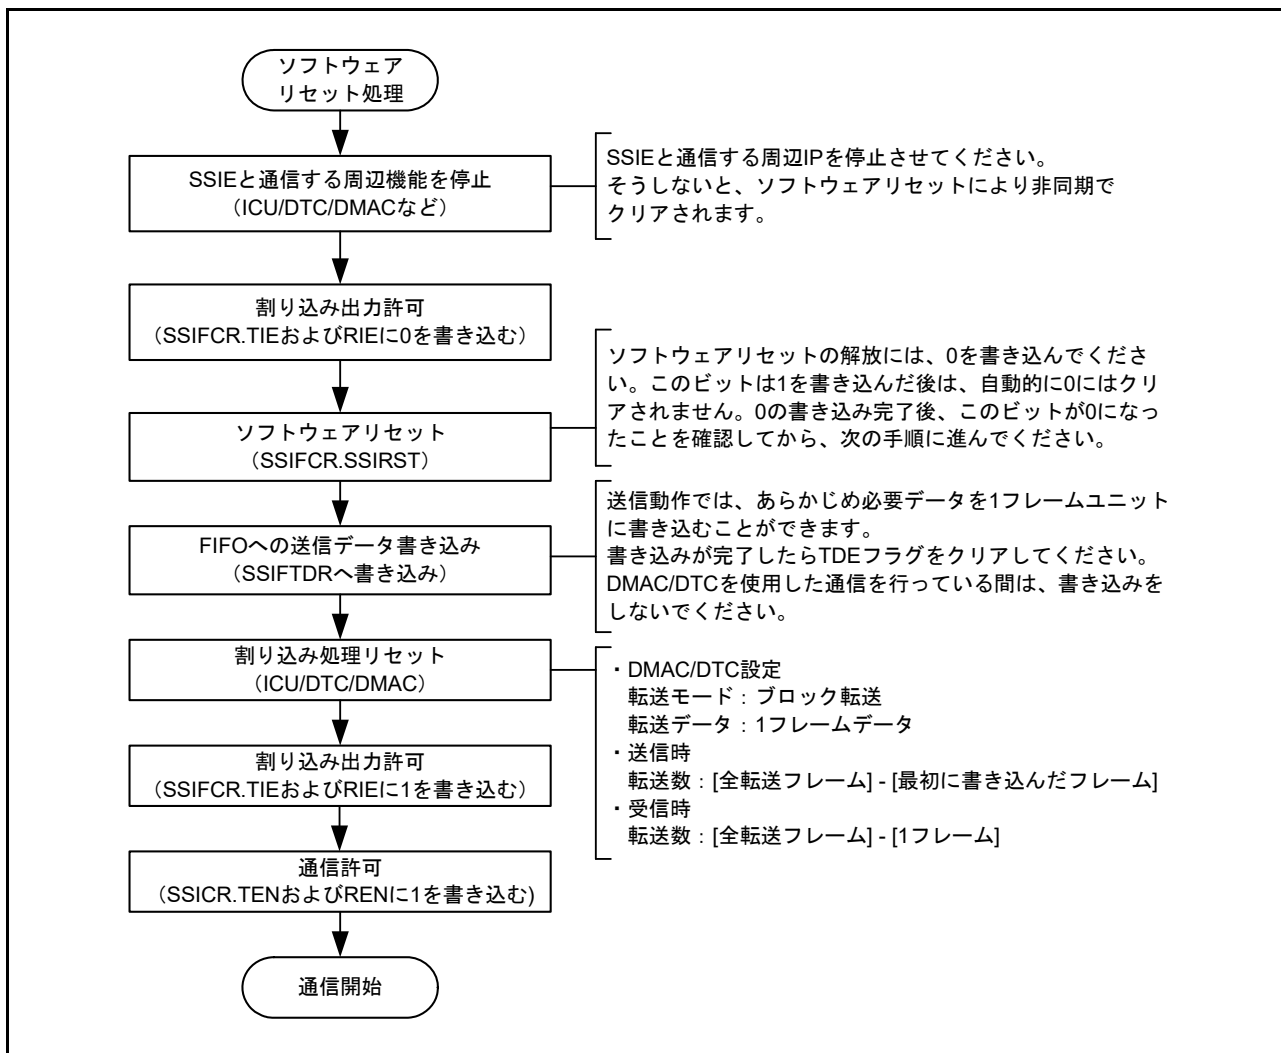 ソフトウェア
リセット処理
SSIEと通信する周辺機能を停止
（ICU/DTC/DMACなど）
SSIEと通信する周辺IPを停止させてください。
そうしないと、ソフトウェアリセットにより非同期で
クリアされます。
割り込み出力許可
（SSIFCR.TIEおよびRIEに0を書き込む）
ソフトウェアリセット
（SSIFCR.SSIRST）
ソフトウェアリセットの解放には、0を書き込んでくださ
い。このビットは1を書き込んだ後は、自動的に0にはクリ
アされません。0の書き込み完了後、このビットが0になっ
たことを確認してから、次の手順に進んでください。
FIFOへの送信データ書き込み
（SSIFTDRへ書き込み）
送信動作では、あらかじめ必要データを1フレームユニット
に書き込むことができます。
書き込みが完了したらTDEフラグをクリアしてください。
DMAC/DTCを使用した通信を行っている間は、書き込みを
しないでください。
割り込み処理リセット
（ICU/DTC/DMAC）
・DMAC/DTC設定
転送モード：ブロック転送
転送データ：1フレームデータ
・送信時
転送数：[全転送フレーム] - [最初に書き込んだフレーム]
・受信時
転送数：[全転送フレーム] - [1フレーム]
割り込み出力許可
（SSIFCR.TIEおよびRIEに1を書き込む）
通信許可
（SSICR.TENおよびRENに1を書き込む)
通信開始